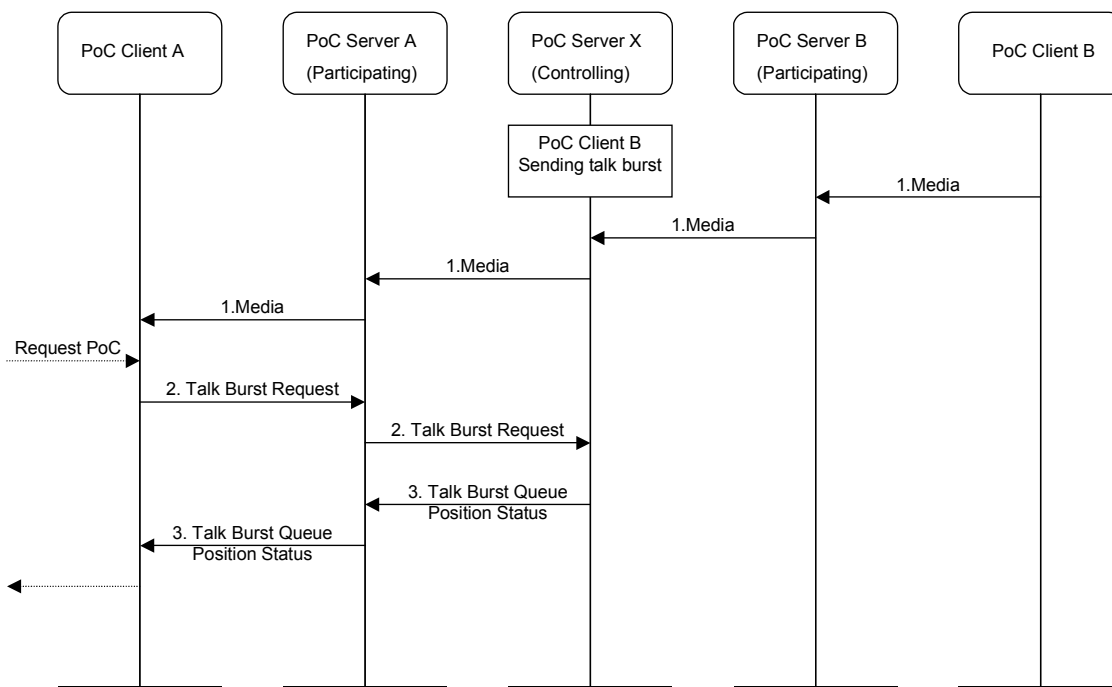 PoC Client A
PoC Server A
(Participating)
PoC Server X
(Controlling)
PoC Server B
(Participating)
PoC Client B
PoC Client B
Sending talk burst
1.Media
1.Media
1.Media
1.Media
Request PoC
2. Talk Burst Request
2. Talk Burst Request
3. Talk Burst Queue
Position Status
3. Talk Burst Queue
Position Status